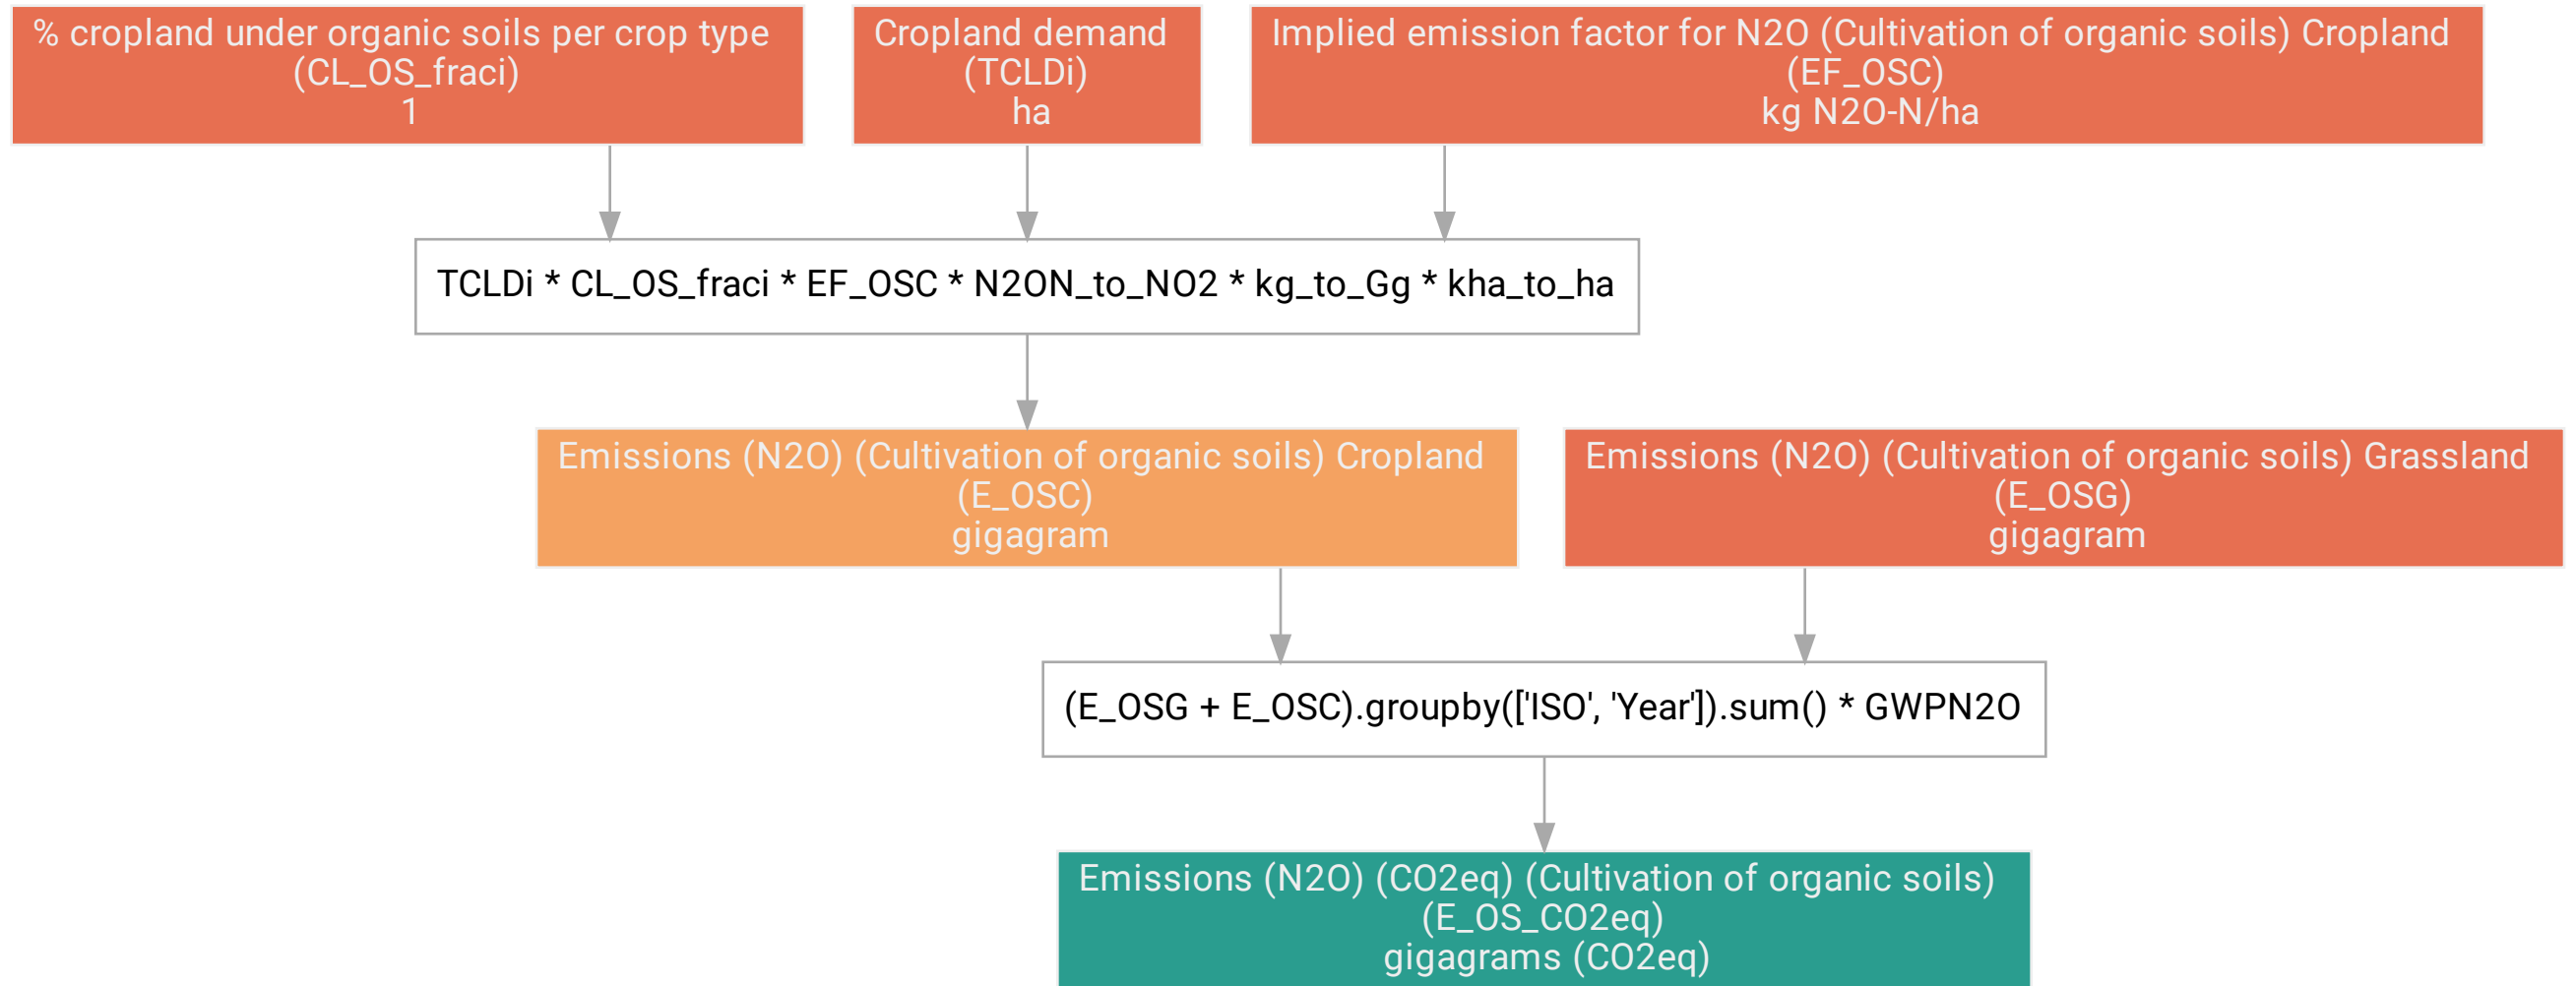 % cropland under organic soils per crop type
(CL_OS_fraci)
1
Cropland demand
(TCLDi)
ha
Implied emission factor for N2O (Cultivation of organic soils) Cropland
(EF_OSC)
kg N2O-N/ha
TCLDi * CL_OS_fraci * EF_OSC * N2ON_to_NO2 * kg_to_Gg * kha_to_ha
Emissions (N2O) (Cultivation of organic soils) Cropland
(E_OSC)
gigagram
Emissions (N2O) (Cultivation of organic soils) Grassland
(E_OSG)
gigagram
(E_OSG + E_OSC).groupby(['ISO', 'Year']).sum() * GWPN2O
Emissions (N2O) (CO2eq) (Cultivation of organic soils)
(E_OS_CO2eq)
gigagrams (CO2eq)